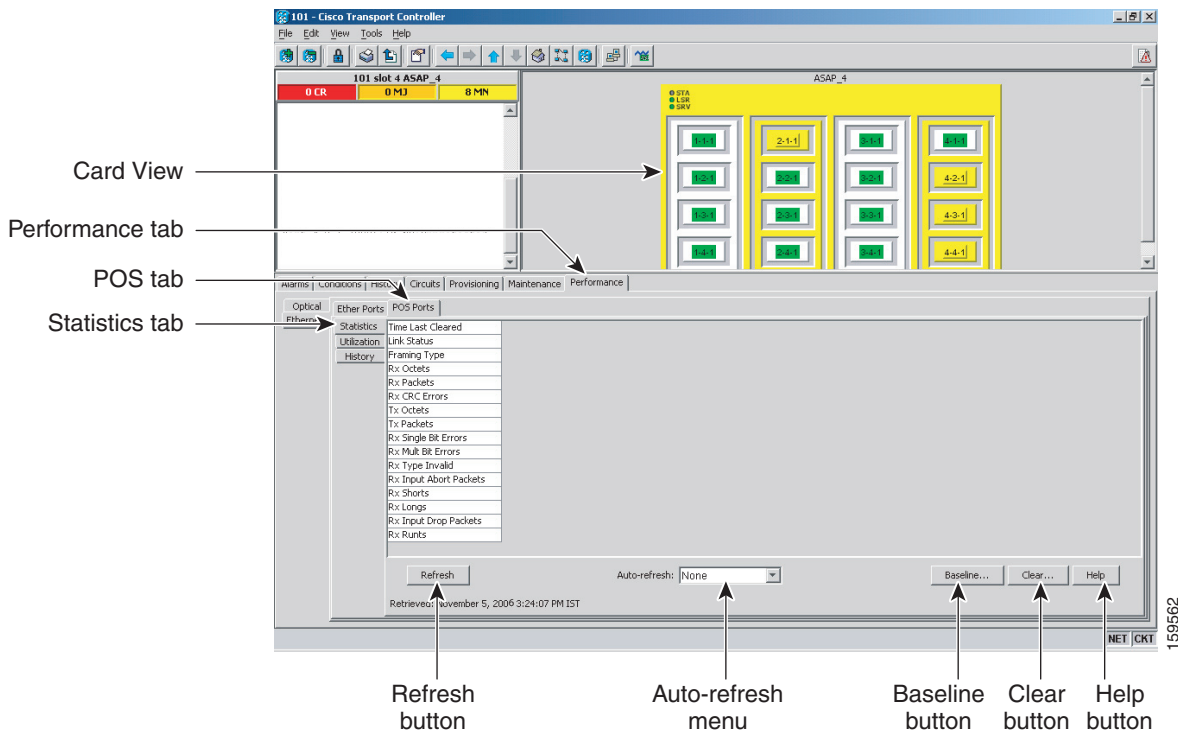 101 - Cisco Transport Controller
File Edit View Tools Help
101 slot 4 ASAP_4
0 CR 0 MJ 8 MN
ASAP_4
STA
LSR
SRV
1-1-1 2-1-1 3-1-1 4-1-1
1-2-1 2-2-1 3-2-1 4-2-1
1-3-1 2-3-1 3-3-1 4-3-1
1-4-1 2-4-1 3-4-1 4-4-1
Card View
Performance tab
POS tab
Statistics tab
Alarms Conditions History Circuits Provisioning Maintenance Performance
Optical
Ether Ports POS Ports
Statistics
Utilization
History
Time Last Cleared
Link Status
Framing Type
Rx Octets
Rx Packets
Rx CRC Errors
Tx Octets
Tx Packets
Rx Single Bit Errors
Rx Mult Bit Errors
Rx Type Invalid
Rx Input Abort Packets
Rx Shorts
Rx Longs
Rx Input Drop Packets
Rx Runts
Refresh Auto-refresh: None Baseline... Clear... Help
Retrieved: November 5, 2006 3:24:07 PM IST
NET CKT
159562
Refresh
button
Auto-refresh
menu
Baseline
button
Clear
button
Help
button